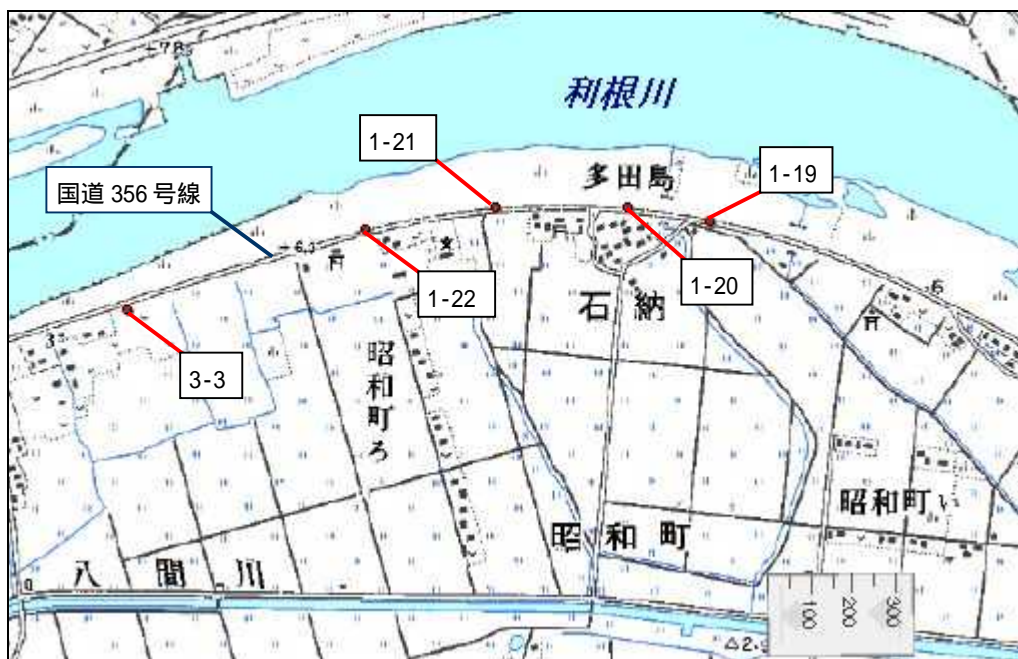 利根川
1-21
多田島
1-19
国道 356 号線
1-22
1-20
石納
3-3
昭和町ろ
昭和町い
昭和町
八間川
100
200
300